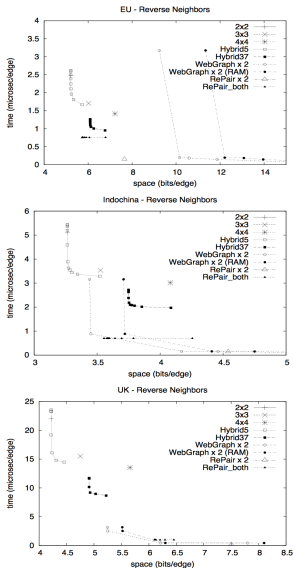 EU - Reverse Neighbors
3.5
3
2.5
2
1.5
1
0.5
0
time (microsec/edge)
2x2
3x3
4x4
Hybrid5
Hybrid37
WebGraph x 2
WebGraph x 2 (RAM)
RePair x 2
RePair_both
4 6 8 10 12 14
space (bits/edge)
Indochina - Reverse Neighbors
6
5
4
3
2
1
0
time (microsec/edge)
2x2
3x3
4x4
Hybrid5
Hybrid37
WebGraph x 2
WebGraph x 2 (RAM)
RePair x 2
RePair_both
3 3.5 4 4.5 5
space (bits/edge)
UK - Reverse Neighbors
25
20
15
10
5
0
time (microsec/edge)
2x2
3x3
4x4
Hybrid5
Hybrid37
WebGraph x 2
WebGraph x 2 (RAM)
RePair x 2
RePair_both
4 4.5 5 5.5 6 6.5 7 7.5 8 8.5
space (bits/edge)